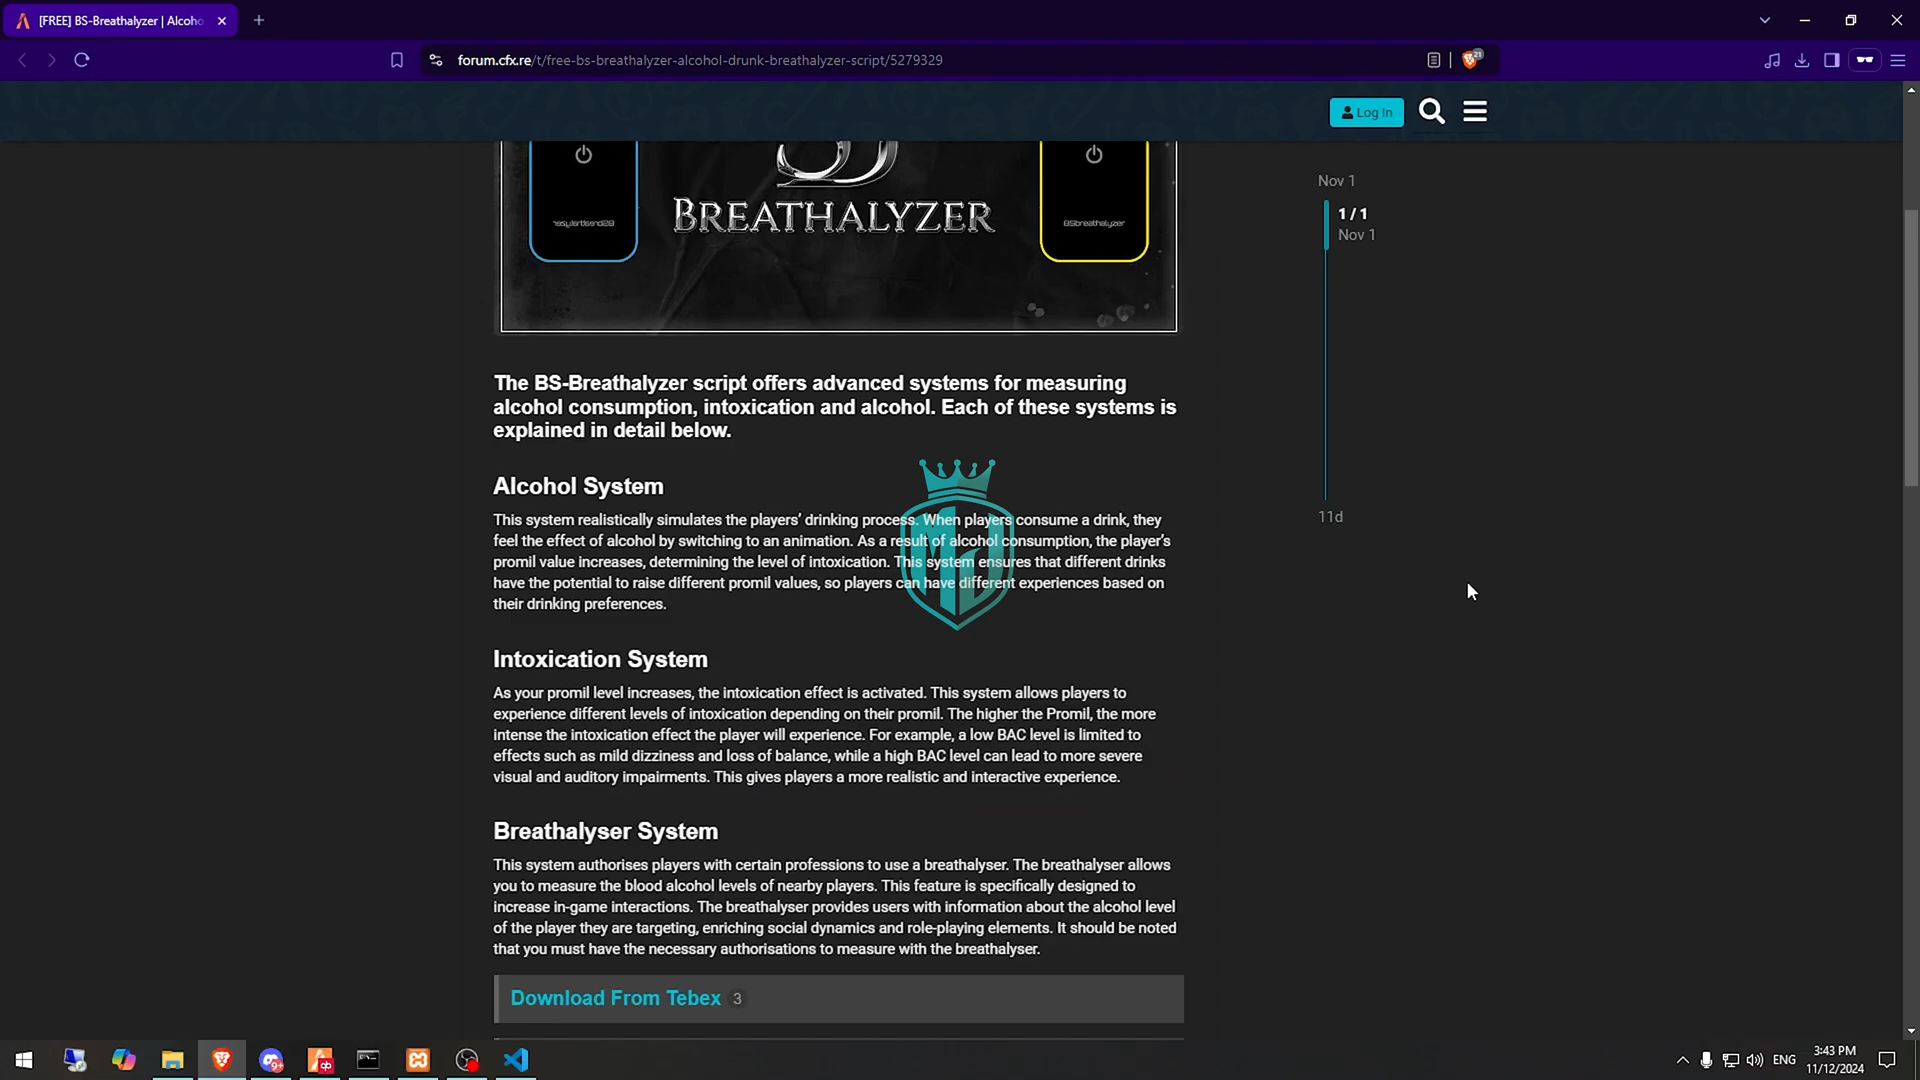 [FREE] BS-Breathalyzer | Alcoho
forum.cfx.re/t/free-bs-breathalyzer-alcohol-drunk-breathalyzer-script/5279329
21
Log In
BREATHALYZER
BSbreathalyzer
Nov 1
1 / 1
Nov 1
11d
The BS-Breathalyzer script offers advanced systems for measuring
alcohol consumption, intoxication and alcohol. Each of these systems is
explained in detail below.
Alcohol System
This system realistically simulates the players’ drinking process. When players consume a drink, they
feel the effect of alcohol by switching to an animation. As a result of alcohol consumption, the player’s
promil value increases, determining the level of intoxication. This system ensures that different drinks
have the potential to raise different promil values, so players can have different experiences based on
their drinking preferences.
Intoxication System
As your promil level increases, the intoxication effect is activated. This system allows players to
experience different levels of intoxication depending on their promil. The higher the Promil, the more
intense the intoxication effect the player will experience. For example, a low BAC level is limited to
effects such as mild dizziness and loss of balance, while a high BAC level can lead to more severe
visual and auditory impairments. This gives players a more realistic and interactive experience.
Breathalyser System
This system authorises players with certain professions to use a breathalyser. The breathalyser allows
you to measure the blood alcohol levels of nearby players. This feature is specifically designed to
increase in-game interactions. The breathalyser provides users with information about the alcohol level
of the player they are targeting, enriching social dynamics and role-playing elements. It should be noted
that you must have the necessary authorisations to measure with the breathalyser.
Download From Tebex 3
9+
ENG
3:43 PM
11/12/2024